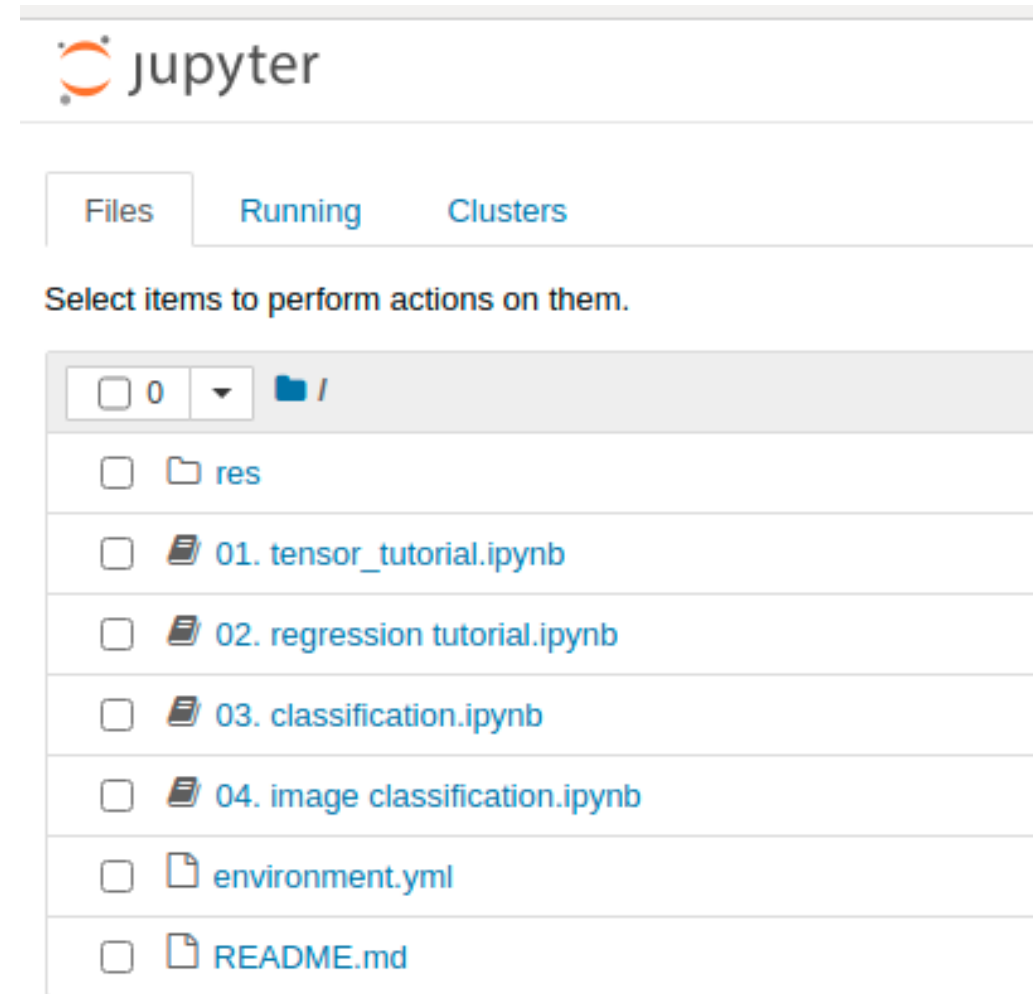 jupyter
Files Running Clusters
Select items to perform actions on them.
0 /
res
01. tensor_tutorial.ipynb
02. regression tutorial.ipynb
03. classification.ipynb
04. image classification.ipynb
environment.yml
README.md